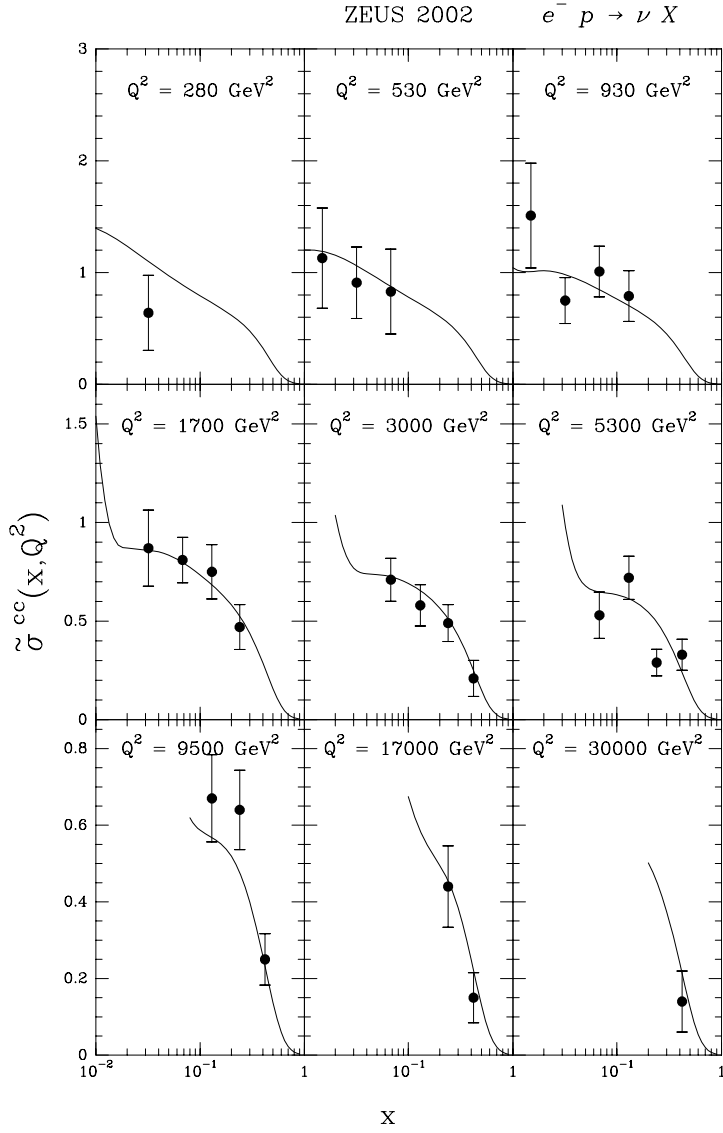 ZEUS 2002 e⁻ p → ν X
Q² = 280 GeV² Q² = 530 GeV² Q² = 930 GeV²
3
2
1
0
Q² = 1700 GeV² Q² = 3000 GeV² Q² = 5300 GeV²
1.5
1
0.5
0
σ̃ ᶜᶜ(x,Q²)
Q² = 9500 GeV² Q² = 17000 GeV² Q² = 30000 GeV²
0.8
0.6
0.4
0.2
0
10⁻² 10⁻¹ 1 10⁻¹ 1 10⁻¹ 1
x